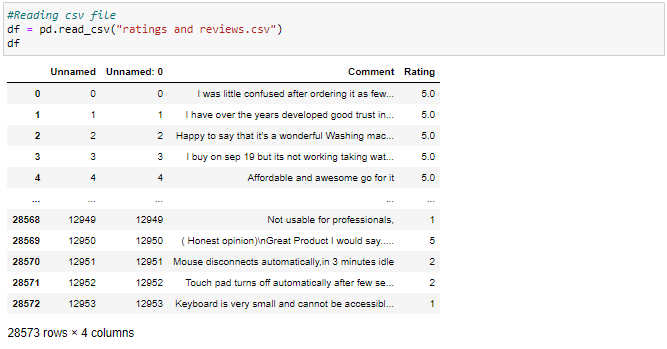 #Reading csv file
df = pd.read_csv("ratings and reviews.csv")
df
Unnamed Unnamed: 0 Comment Rating
0 0 0 I was little confused after ordering it as few... 5.0
1 1 1 I have over the years developed good trust in... 5.0
2 2 2 Happy to say that it's a wonderful Washing mac... 5.0
3 3 3 I buy on sep 19 but its not working taking wat... 5.0
4 4 4 Affordable and awesome go for it 5.0
... ... ... ... ...
28568 12949 12949 Not usable for professionals, 1
28569 12950 12950 ( Honest opinion)\nGreat Product I would say..... 5
28570 12951 12951 Mouse disconnects automatically,in 3 minutes idle 2
28571 12952 12952 Touch pad turns off automatically after few se... 2
28572 12953 12953 Keyboard is very small and cannot be accessibl... 1
28573 rows × 4 columns